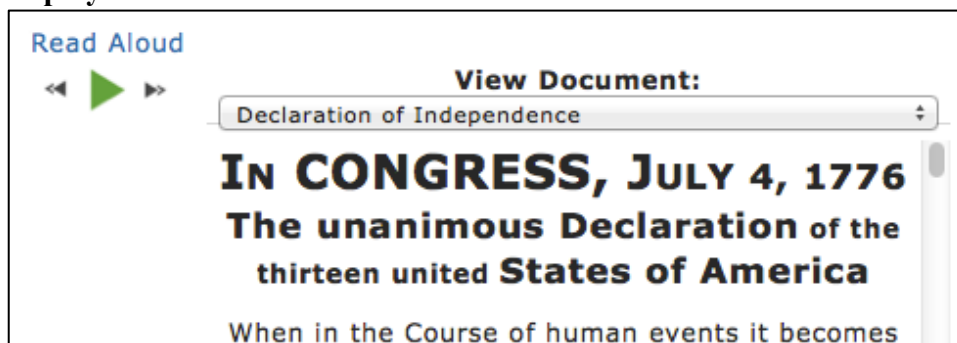 Read Aloud
View Document:
Declaration of Independence
IN CONGRESS, JULY 4, 1776
The unanimous Declaration of the
thirteen united States of America
When in the Course of human events it becomes